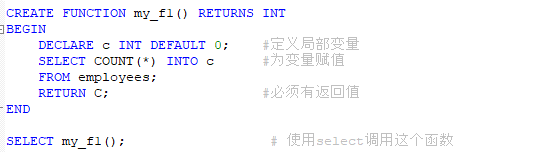 CREATE FUNCTION my_f1() RETURNS INT
BEGIN
    DECLARE c INT DEFAULT 0;    #定义局部变量
    SELECT COUNT(*) INTO c      #为变量赋值
    FROM employees;
    RETURN C;                   #必须有返回值
END
SELECT my_f1();                  # 使用select调用这个函数